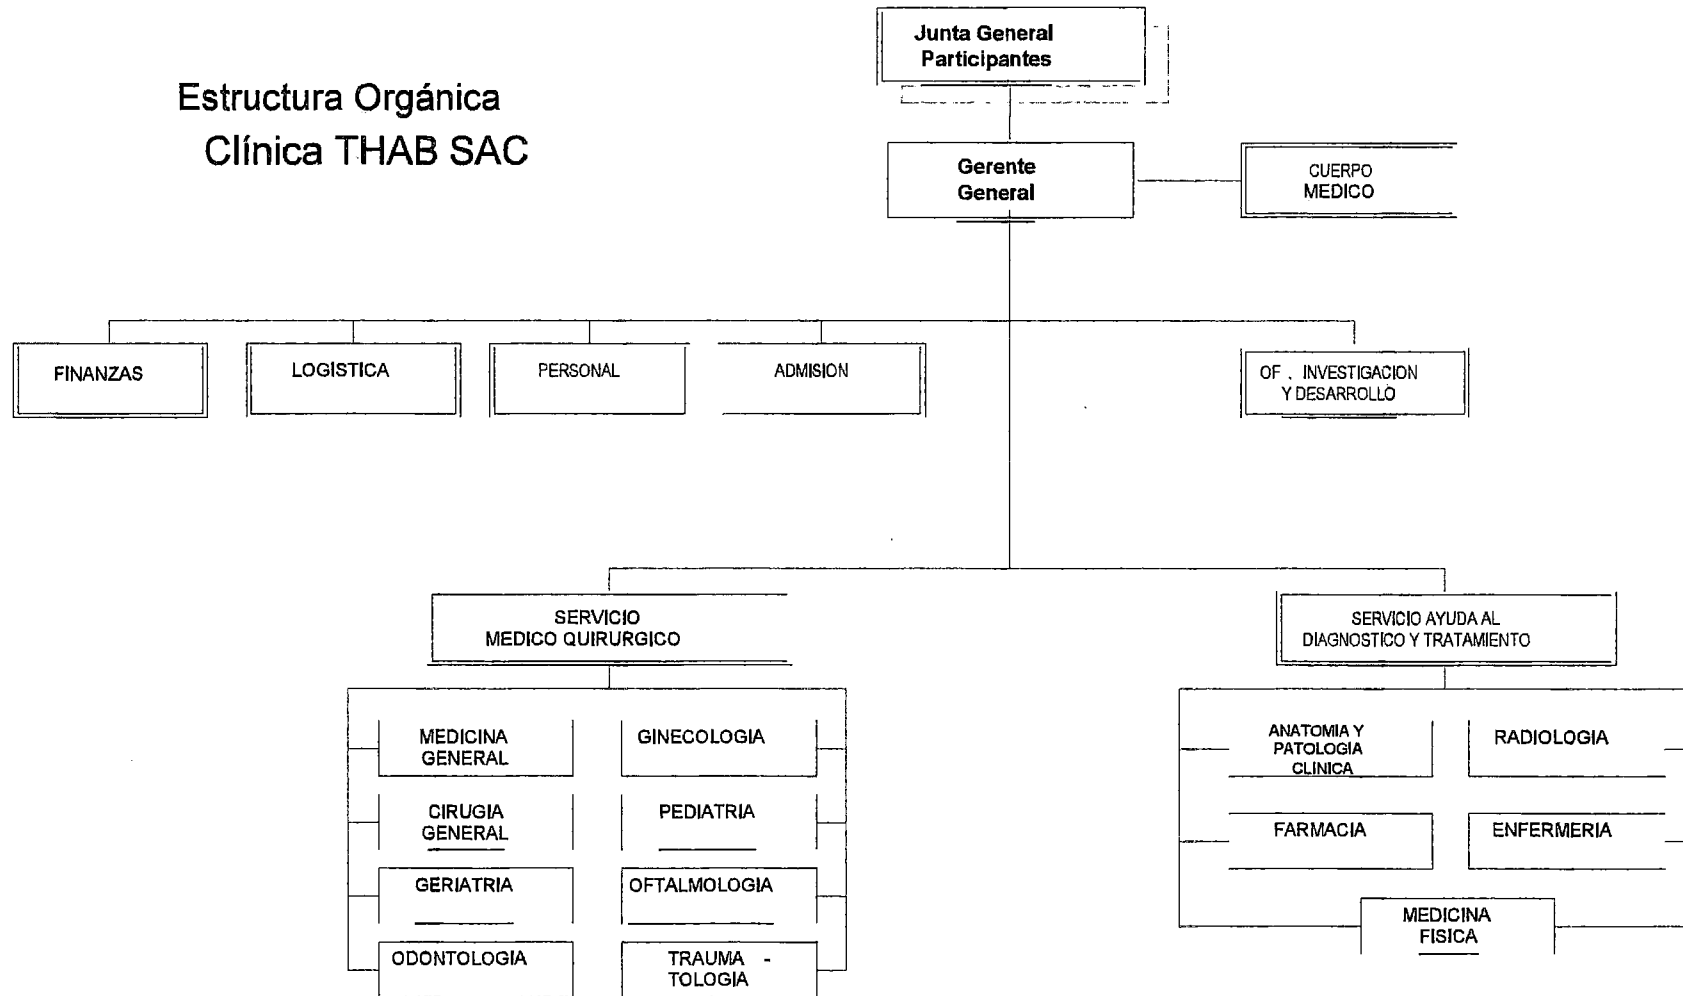 Estructura Orgánica
Clínica THAB SAC
Junta General
Participantes
Gerente
General
CUERPO
MEDICO
FINANZAS
LOGISTICA
PERSONAL
ADMISION
OF . INVESTIGACION
Y DESARROLLO
SERVICIO
MEDICO QUIRURGICO
SERVICIO AYUDA AL
DIAGNOSTICO Y TRATAMIENTO
MEDICINA
GENERAL
GINECOLOGIA
CIRUGIA
GENERAL
PEDIATRIA
GERIATRIA
OFTALMOLOGIA
ODONTOLOGIA
TRAUMA -
TOLOGIA
ANATOMIA Y
PATOLOGIA
CLINICA
RADIOLOGIA
FARMACIA
ENFERMERIA
MEDICINA
FISICA